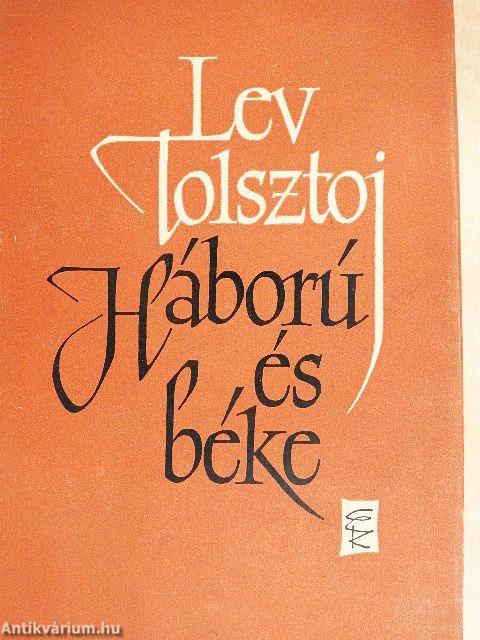 Lev
Tolsztoj
Háború
és
béke
Antikvárium.hu